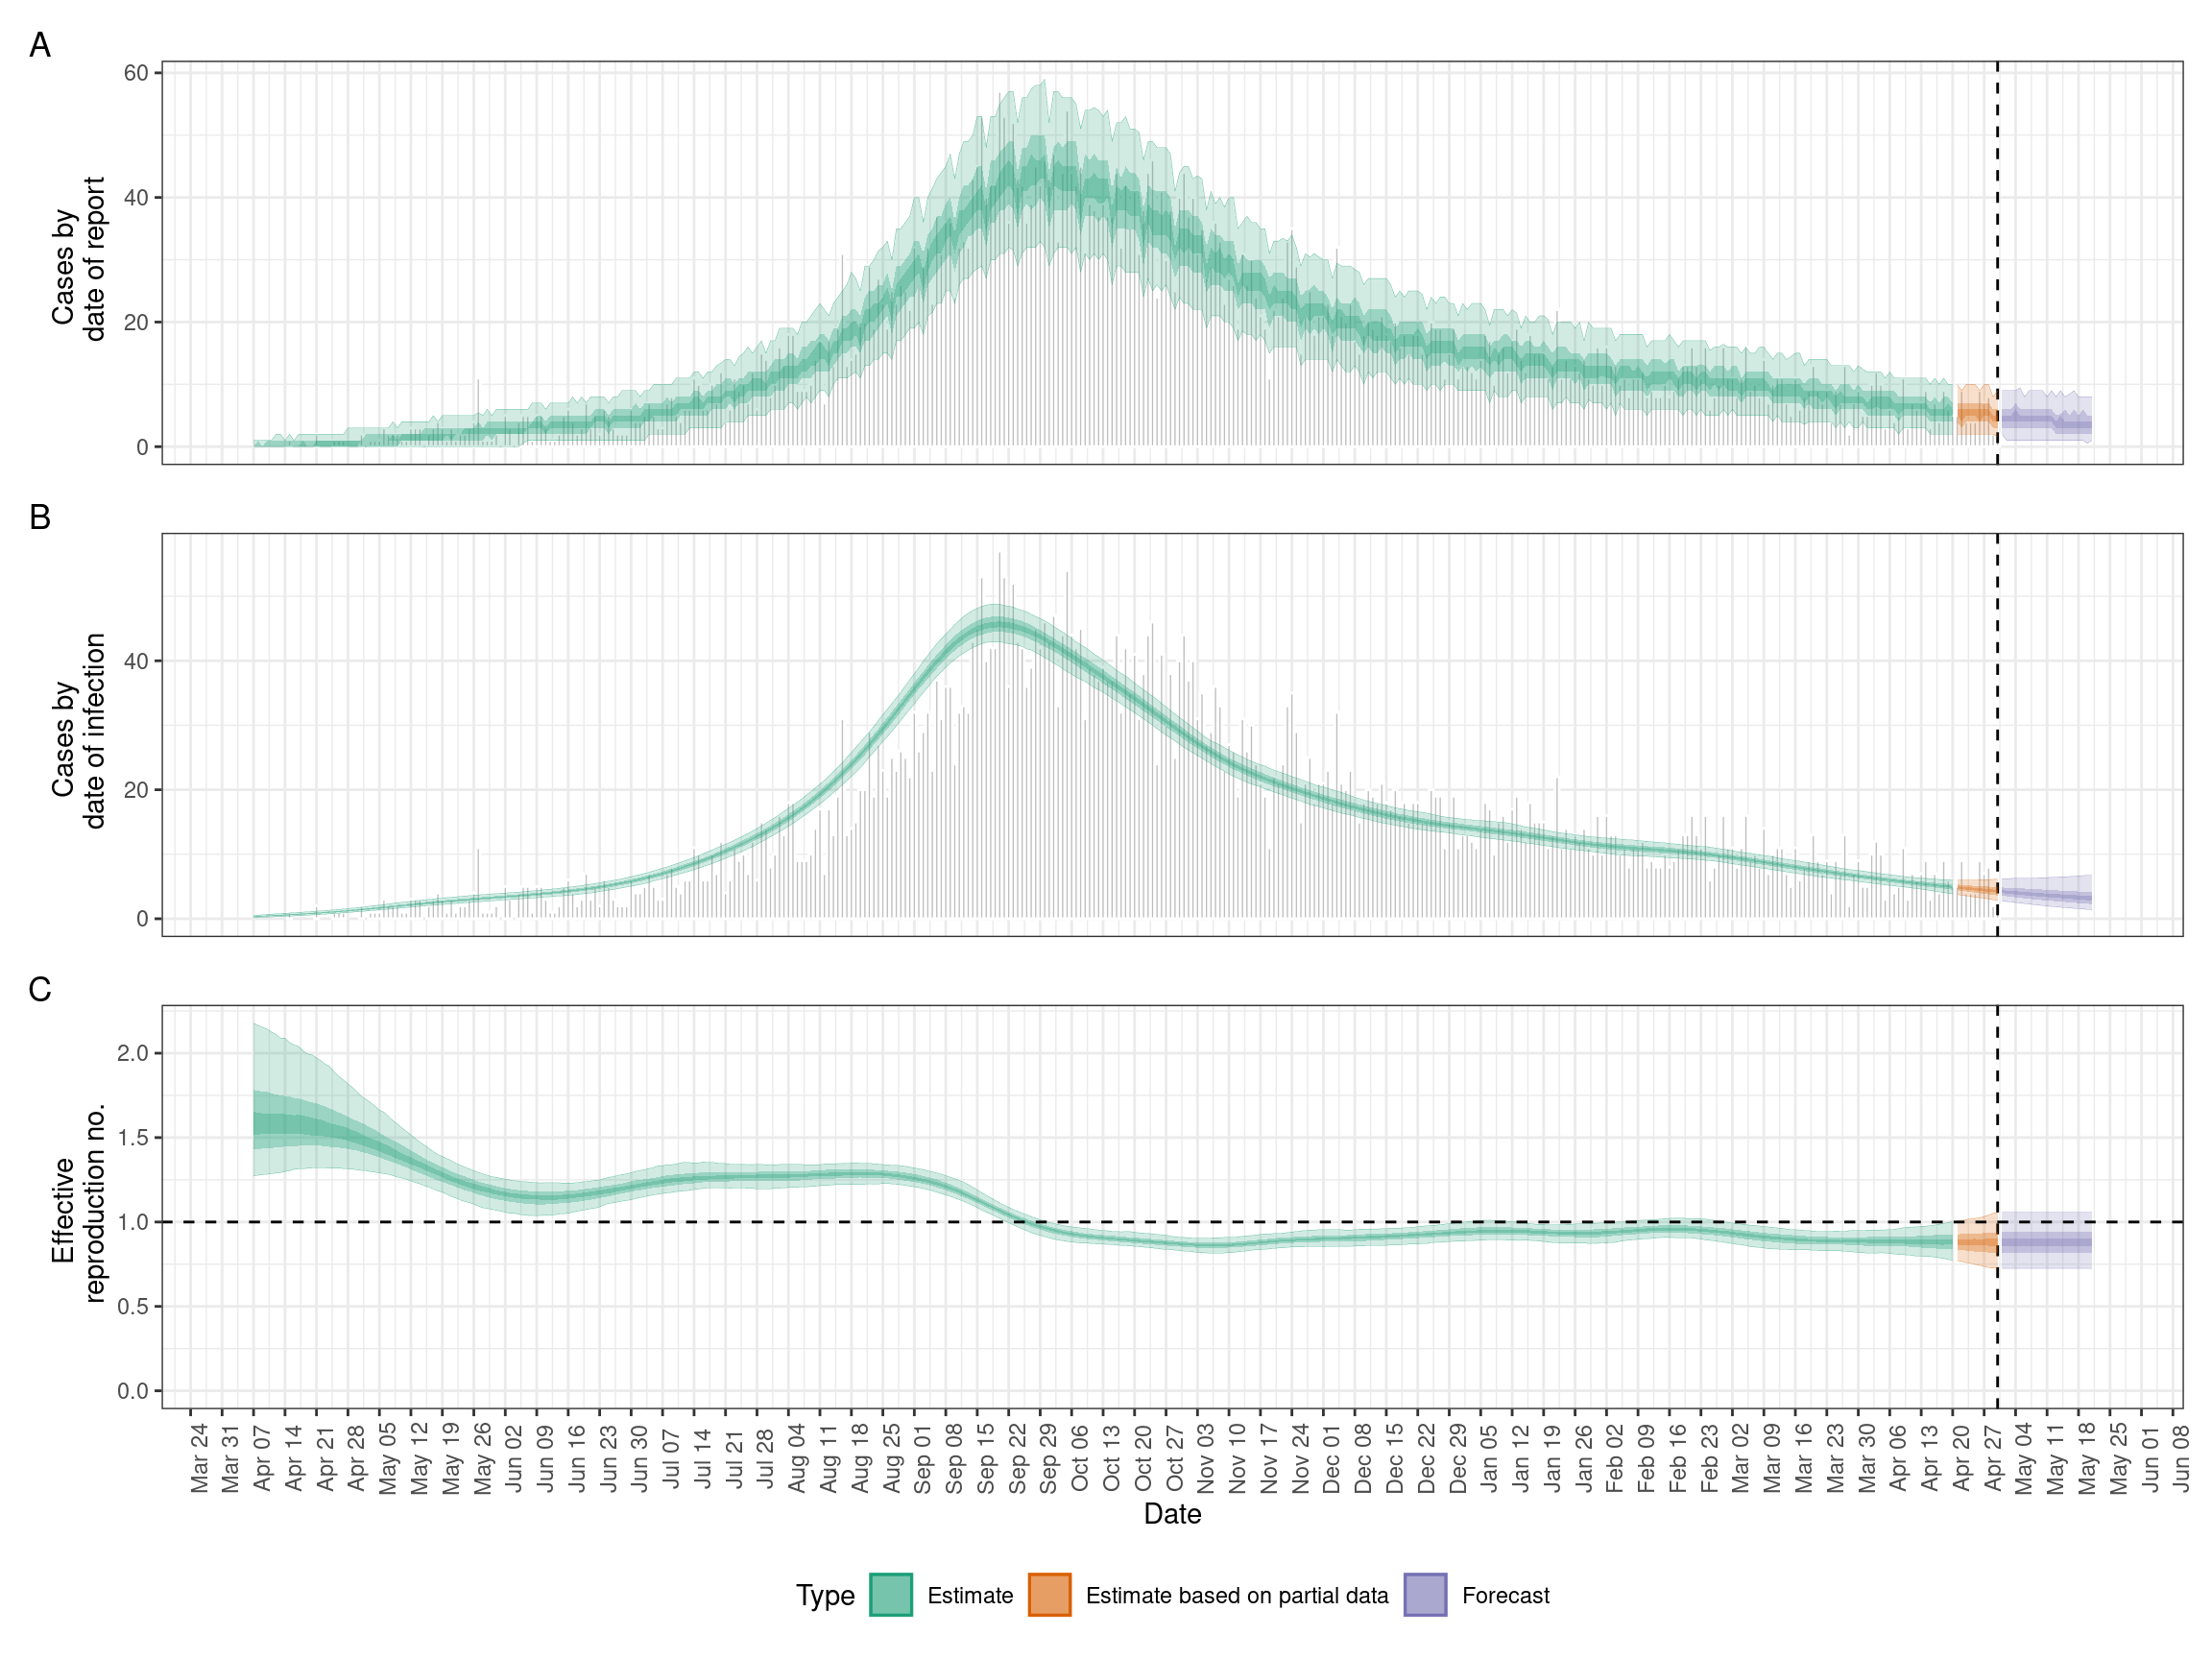 A
60
40
20
0
Cases by
date of report
B
40
20
0
Cases by
date of infection
C
2.0
1.5
1.0
0.5
0.0
Effective
reproduction no.
Mar 24
Mar 31
Apr 07
Apr 14
Apr 21
Apr 28
May 05
May 12
May 19
May 26
Jun 02
Jun 09
Jun 16
Jun 23
Jun 30
Jul 07
Jul 14
Jul 21
Jul 28
Aug 04
Aug 11
Aug 18
Aug 25
Sep 01
Sep 08
Sep 15
Sep 22
Sep 29
Oct 06
Oct 13
Oct 20
Oct 27
Nov 03
Nov 10
Nov 17
Nov 24
Dec 01
Dec 08
Dec 15
Dec 22
Dec 29
Jan 05
Jan 12
Jan 19
Jan 26
Feb 02
Feb 09
Feb 16
Feb 23
Mar 02
Mar 09
Mar 16
Mar 23
Mar 30
Apr 06
Apr 13
Apr 20
Apr 27
May 04
May 11
May 18
May 25
Jun 01
Jun 08
Date
Type Estimate Estimate based on partial data Forecast